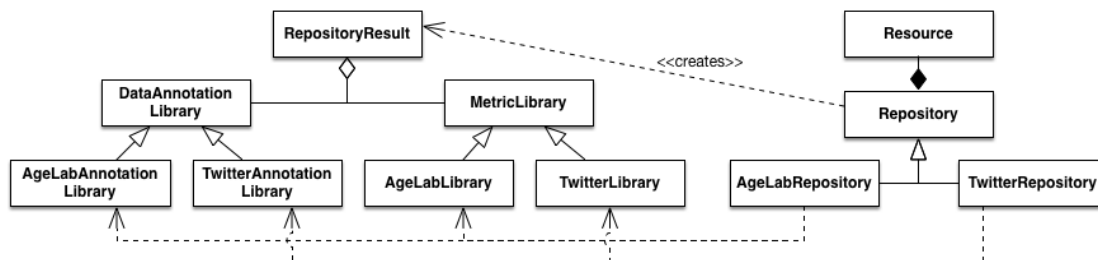 RepositoryResult
Resource
<<creates>>
DataAnnotation
Library
MetricLibrary
Repository
AgeLabAnnotation
Library
TwitterAnnotation
Library
AgeLabLibrary
TwitterLibrary
AgeLabRepository
TwitterRepository